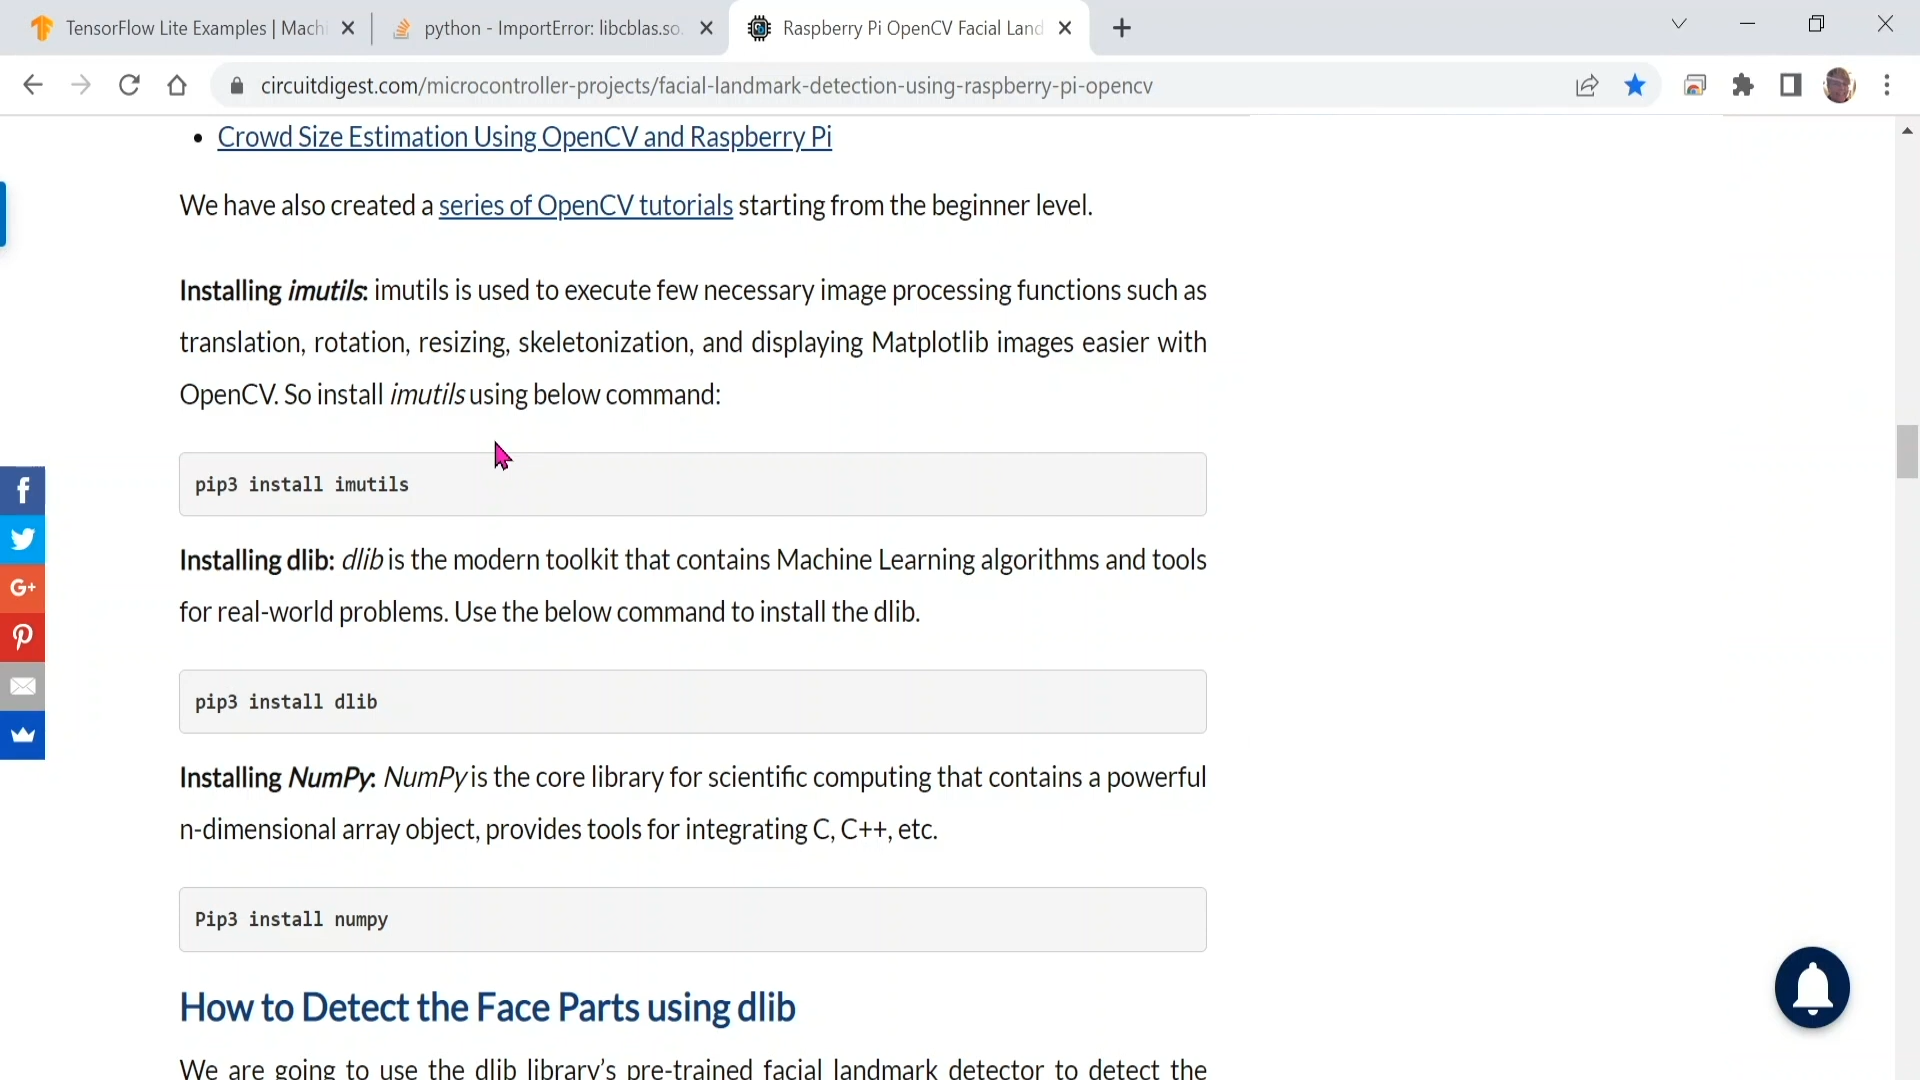 TensorFlow Lite Examples | Machi
python - ImportError: libcblas.so.
Raspberry Pi OpenCV Facial Land
circuitdigest.com/microcontroller-projects/facial-landmark-detection-using-raspberry-pi-opencv
• Crowd Size Estimation Using OpenCV and Raspberry Pi
We have also created a series of OpenCV tutorials starting from the beginner level.
Installing imutils: imutils is used to execute few necessary image processing functions such as
translation, rotation, resizing, skeletonization, and displaying Matplotlib images easier with
OpenCV. So install imutils using below command:
pip3 install imutils
Installing dlib: dlib is the modern toolkit that contains Machine Learning algorithms and tools
for real-world problems. Use the below command to install the dlib.
pip3 install dlib
Installing NumPy: NumPy is the core library for scientific computing that contains a powerful
n-dimensional array object, provides tools for integrating C, C++, etc.
Pip3 install numpy
How to Detect the Face Parts using dlib
We are going to use the dlib library's pre-trained facial landmark detector to detect the
f
G+